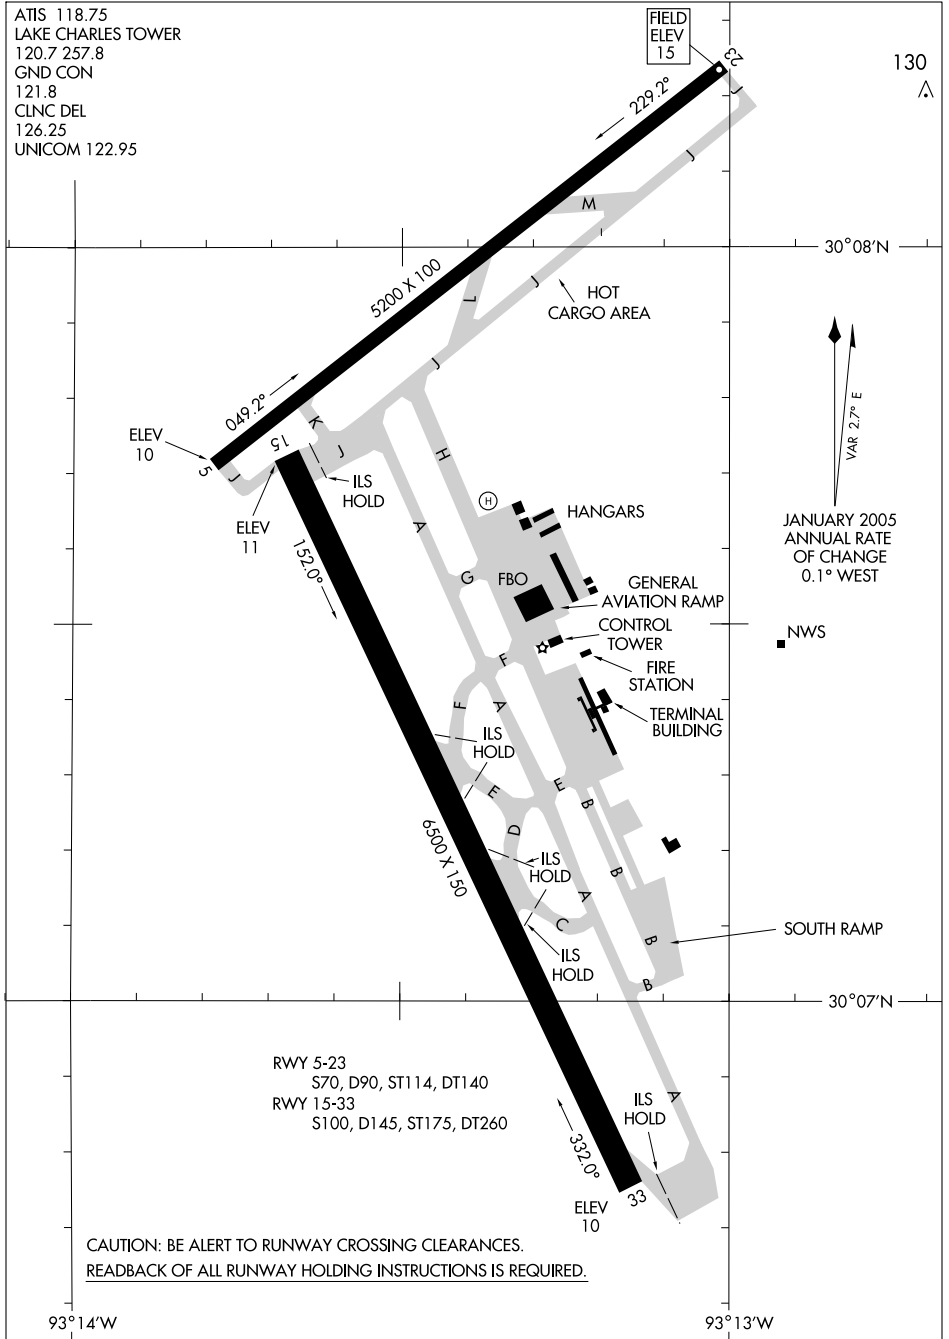 ATIS 118.75
LAKE CHARLES TOWER
120.7 257.8
GND CON
121.8
CLNC DEL
126.25
UNICOM 122.95
FIELD
ELEV
15
23
130
229.2°
J
J
M
30°08'N
5200 X 100
L
J
HOT
CARGO AREA
J
049.2°
VAR 2.7° E
ELEV
10
5
15
K
J
J
H
ILS
HOLD
ELEV
11
A
H
HANGARS
JANUARY 2005
ANNUAL RATE
OF CHANGE
0.1° WEST
152.0°
G
FBO
GENERAL
AVIATION RAMP
CONTROL
TOWER
NWS
F
FIRE
STATION
F
A
TERMINAL
BUILDING
ILS
HOLD
E
E
B
6500 X 150
D
ILS
HOLD
B
A
C
B
SOUTH RAMP
ILS
HOLD
B
30°07'N
RWY 5-23
S70, D90, ST114, DT140
RWY 15-33
S100, D145, ST175, DT260
A
ILS
HOLD
332.0°
33
ELEV
10
CAUTION: BE ALERT TO RUNWAY CROSSING CLEARANCES.
READBACK OF ALL RUNWAY HOLDING INSTRUCTIONS IS REQUIRED.
93°14'W
93°13'W